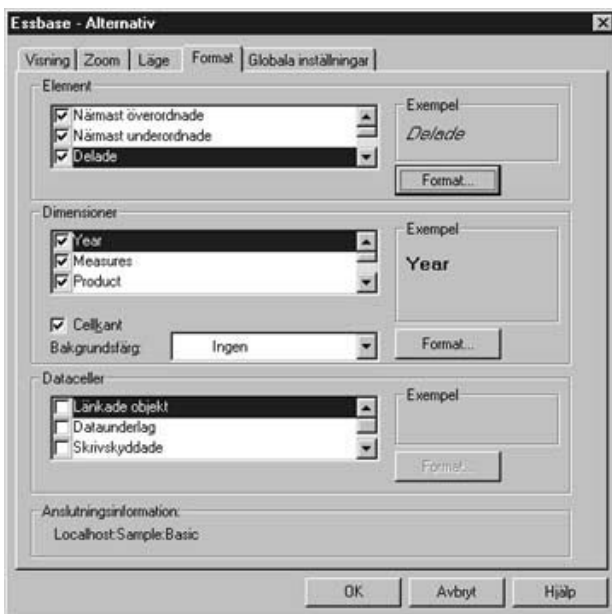 Essbase - Alternativ
Visning Zoom Läge Format Globala inställningar
Element
Närmast överordnade
Närmast underordnade
Delade
Exempel
Delade
Format...
Dimensioner
Year
Measures
Product
Exempel
Year
Cellkant
Bakgrundsfärg: Ingen
Format...
Dataceller
Länkade objekt
Dataunderlag
Skrivskyddade
Exempel
Format...
Anslutningsinformation:
Localhost:Sample:Basic
OK Avbryt Hjälp